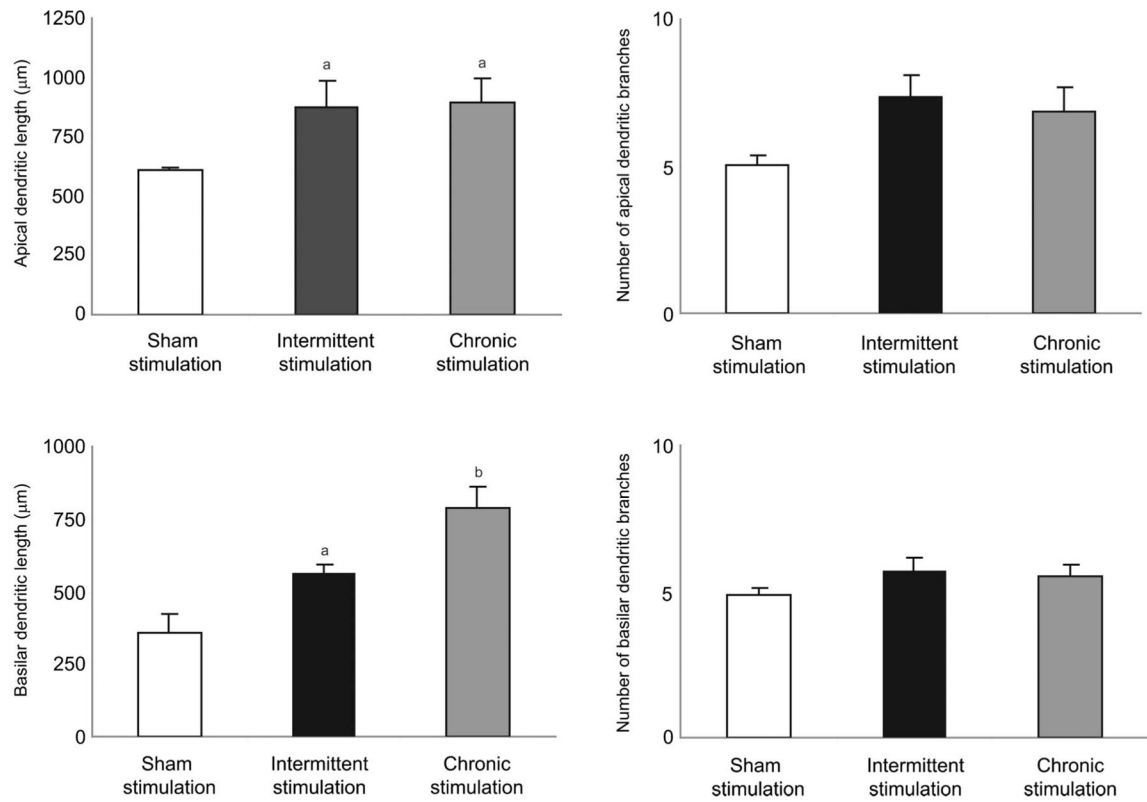 Apical dendritic length (μm)
1250
1000
750
500
250
0
a
a
Sham
stimulation
Intermittent
stimulation
Chronic
stimulation
Number of apical dendritic branches
10
5
0
Sham
stimulation
Intermittent
stimulation
Chronic
stimulation
Basilar dendritic length (μm)
1000
750
500
250
0
a
b
Sham
stimulation
Intermittent
stimulation
Chronic
stimulation
Number of basilar dendritic branches
10
5
0
Sham
stimulation
Intermittent
stimulation
Chronic
stimulation